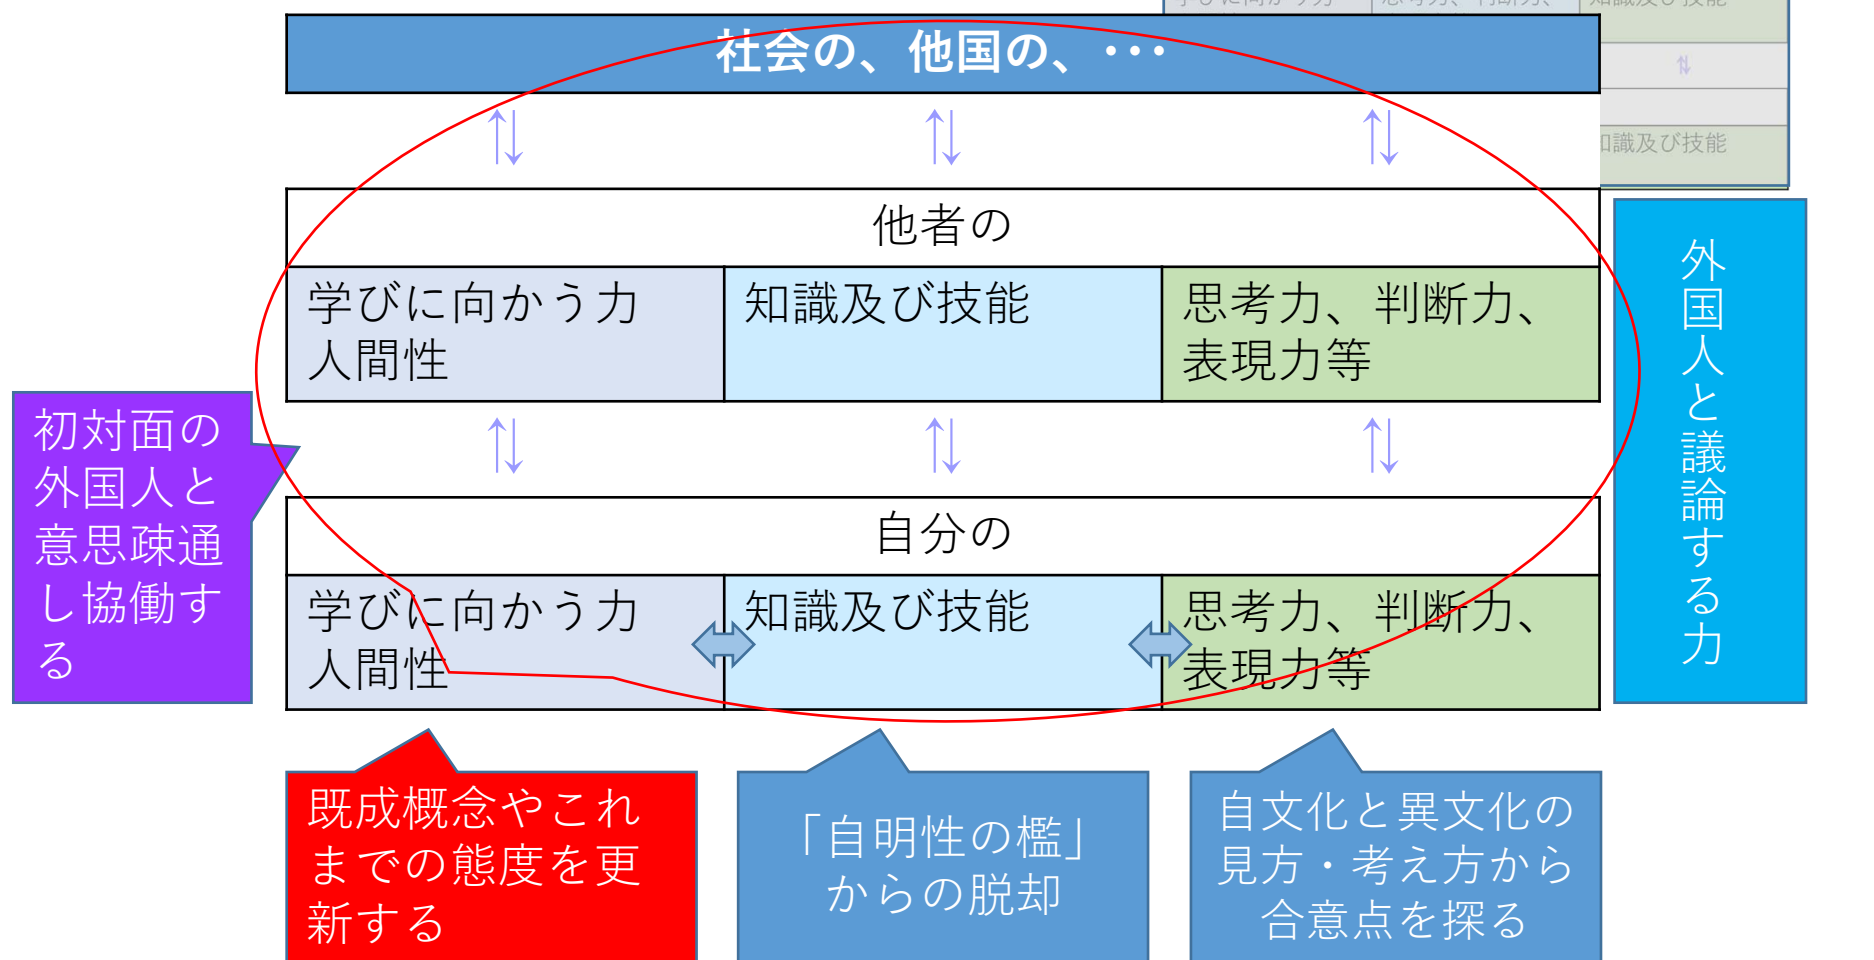 社会の、他国の、・・・
知識及び技能
他者の
学びに向かう力
人間性
知識及び技能
思考力、判断力、
表現力等
外国人と議論する力
初対面の
外国人と
意思疎通
し協働す
る
自分の
学びに向かう力
人間性
知識及び技能
思考力、判断力、
表現力等
既成概念やこれ
までの態度を更
新する
「自明性の檻」
からの脱却
自文化と異文化の
見方・考え方から
合意点を探る